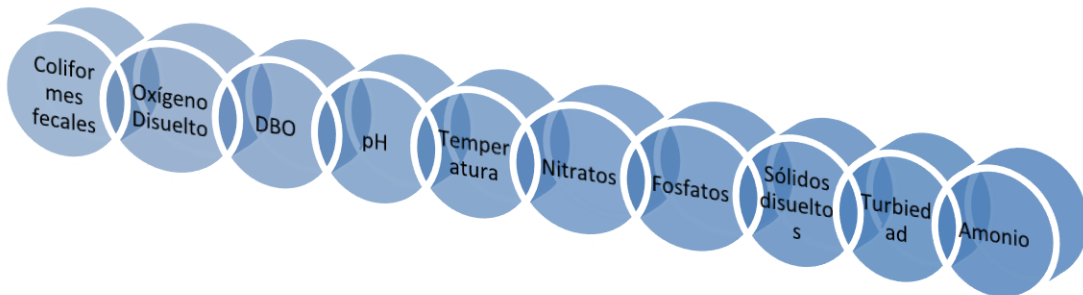 Colifor
mes
fecales
Oxígeno
Disuelto
DBO
pH
Temper
atura
Nitratos
Fosfatos
Sólidos
disuelto
s
Turbied
ad
Amonio